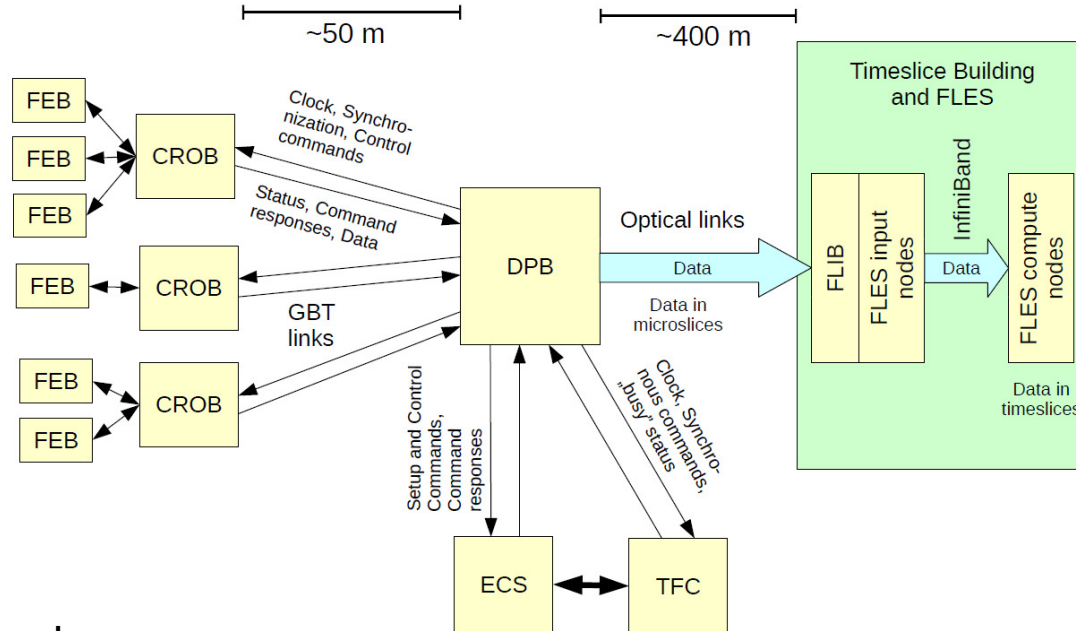 ~50 m
~400 m
Timeslice Building
and FLES
FEB
FEB
FEB
CROB
Clock, Synchro-
nization, Control
commands
Status, Command
responses, Data
FEB
CROB
GBT
links
FEB
FEB
CROB
DPB
Optical links
Data
Data in
microslices
FLIB
FLES input
nodes
InfiniBand
Data
FLES compute
nodes
Data in
timeslices
Setup and Control
Commands,
Command
responses
Clock, Synchro-
nous commands,
„busy” status
ECS
TFC